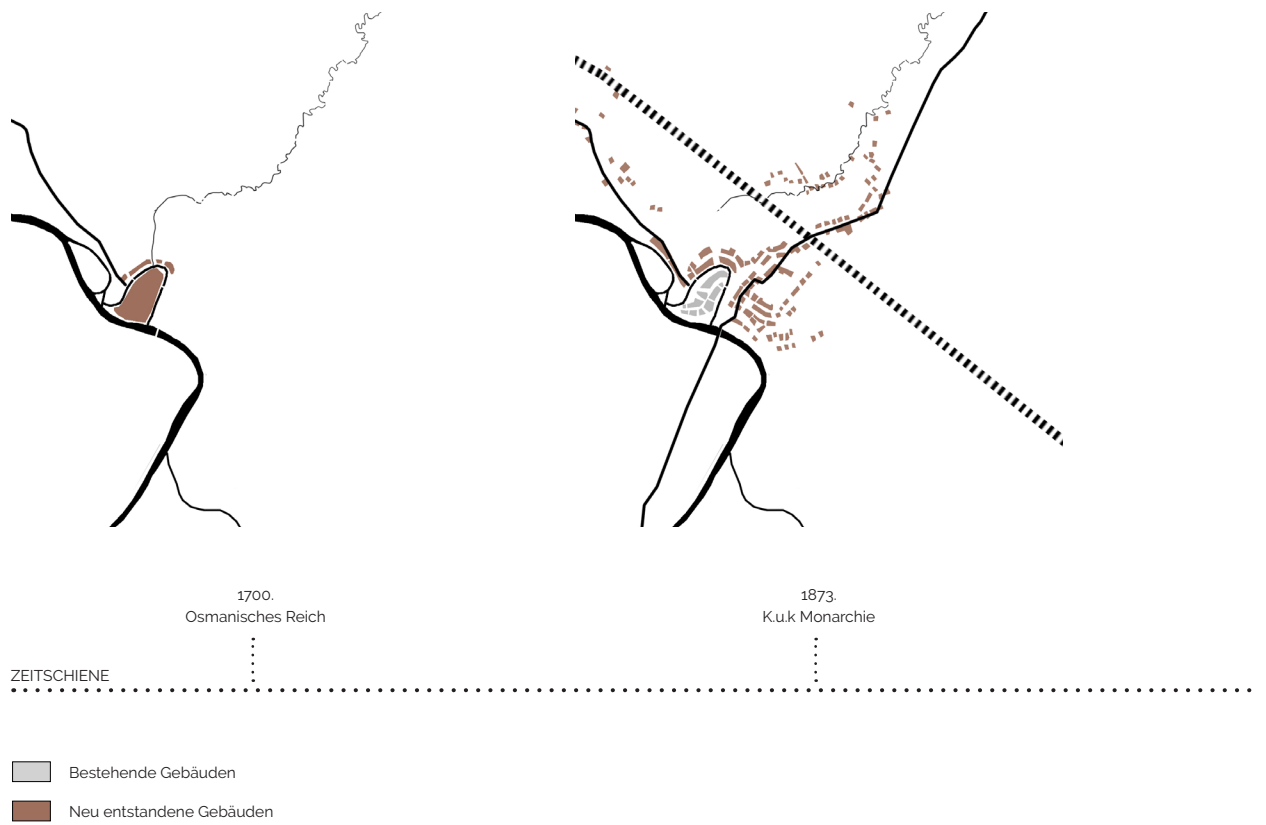 1700.
Osmanisches Reich
1873.
K.u.k Monarchie
ZEITSCHIENE
Bestehende Gebäuden
Neu entstandene Gebäuden